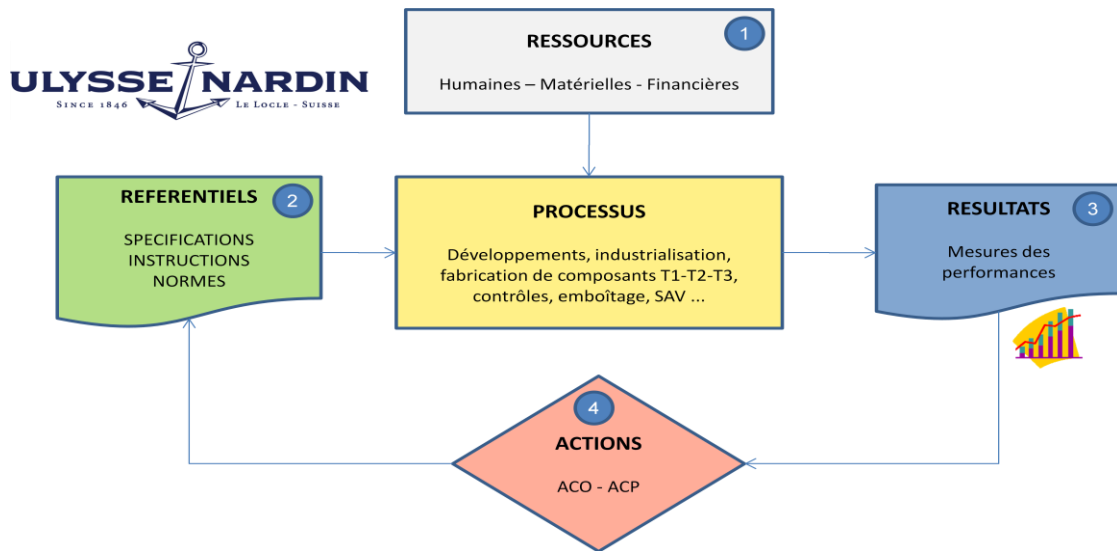 ULYSSE NARDIN
SINCE 1846 LE LOCLE - SUISSE
1
RESSOURCES
Humaines – Matérielles - Financières
REFERENTIELS
2
SPECIFICATIONS
INSTRUCTIONS
NORMES
PROCESSUS
Développements, industrialisation,
fabrication de composants T1-T2-T3,
contrôles, emboîtage, SAV ...
RESULTATS
3
Mesures des
performances
4
ACTIONS
ACO - ACP